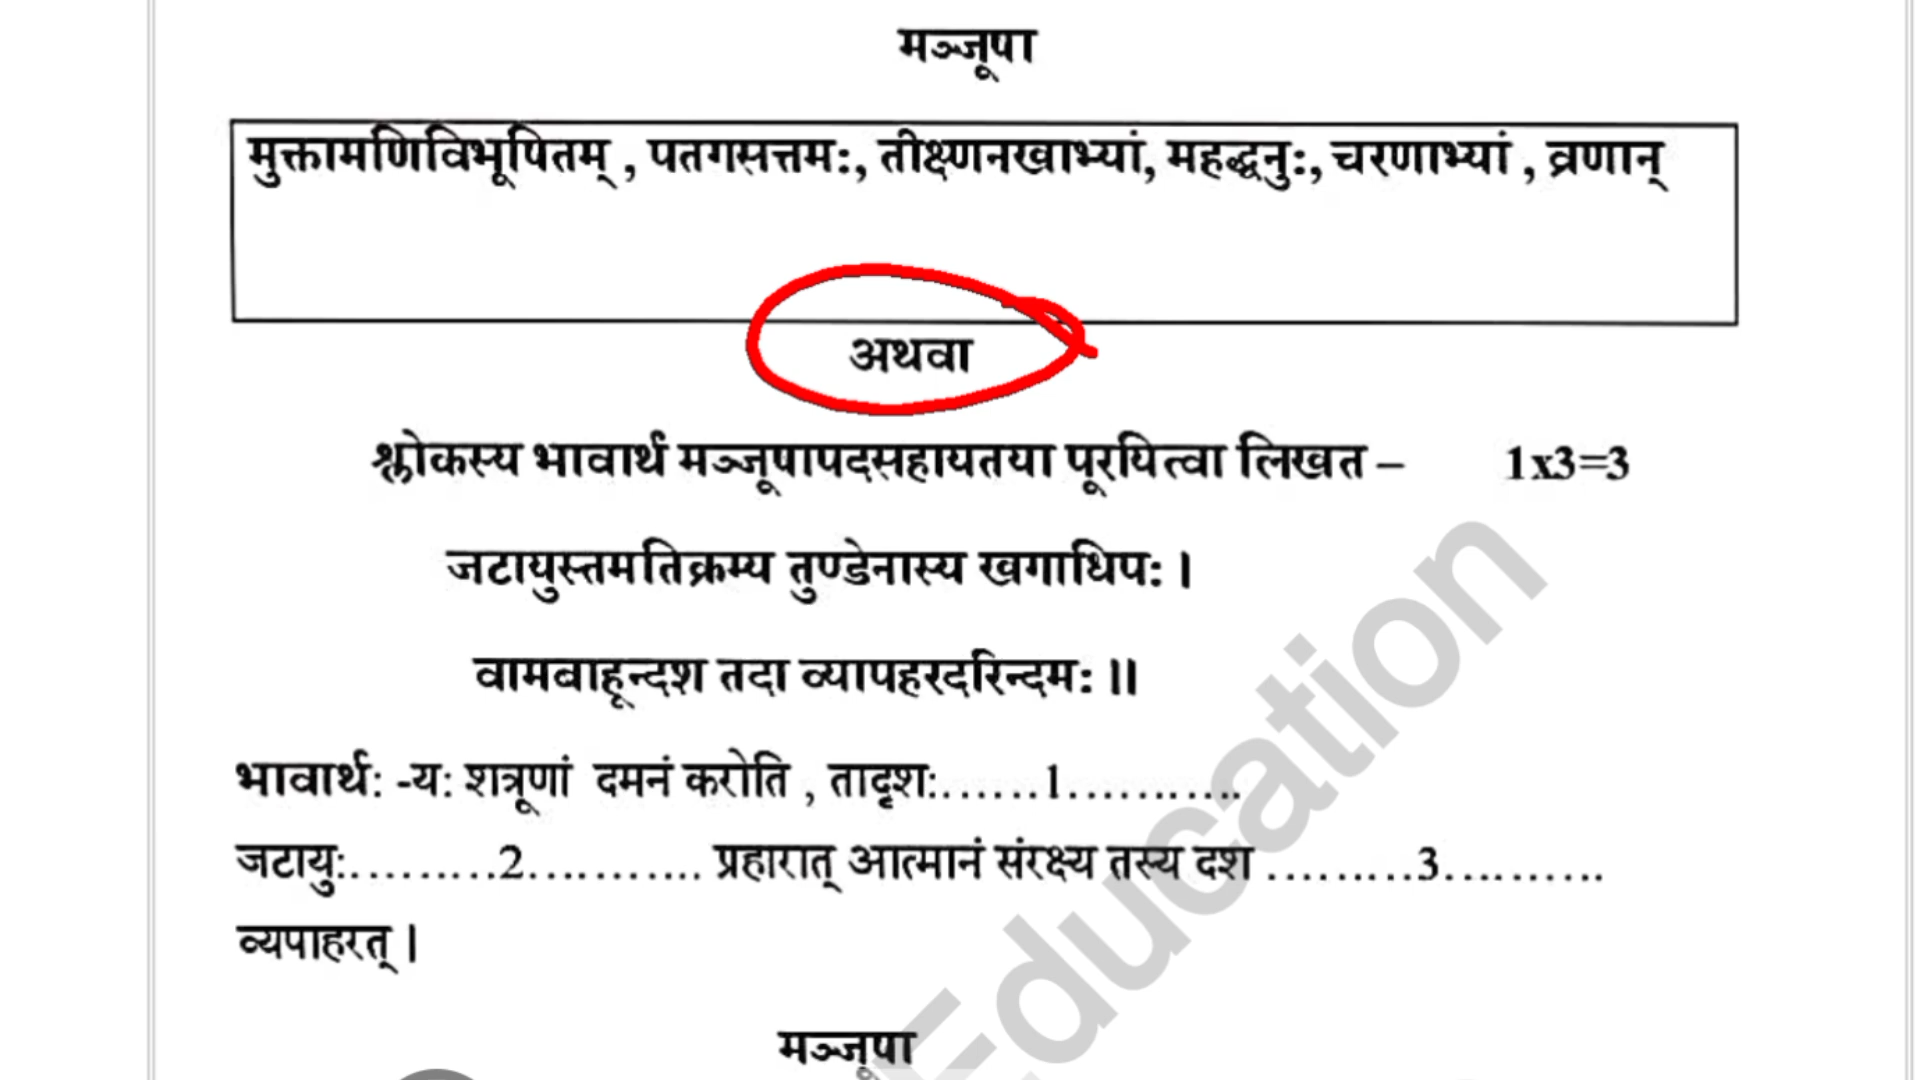 मञ्जूषा
मुक्तामणिविभूषितम् , पतगसत्तमः, तीक्ष्णनखाभ्यां, महद्धनुः, चरणाभ्यां , व्रणान्
अथवा
श्लोकस्य भावार्थं मञ्जूषापदसहायतया पूरयित्वा लिखत – 1x3=3
जटायुस्तमतिक्रम्य तुण्डेनास्य खगाधिपः ।
वामबाहून्दश तदा व्यापहरदरिन्दमः ॥
भावार्थः -यः शत्रूणां दमनं करोति , तादृशः......1...........
जटायुः.........2........... प्रहारात् आत्मानं संरक्ष्य तस्य दश .........3..........
व्यपाहरत् ।
मञ्जूषा
Education